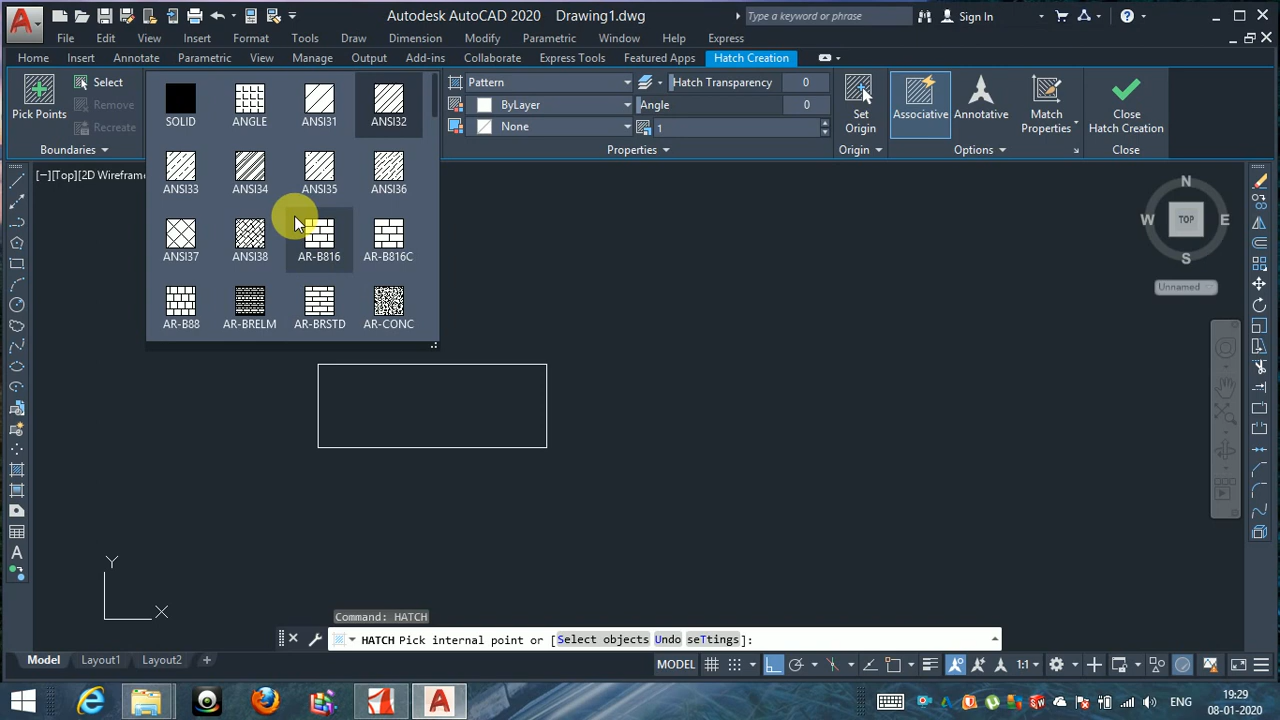 Autodesk AutoCAD 2020 Drawing1.dwg
Type a keyword or phrase
Sign In
File Edit View Insert Format Tools Draw Dimension Modify Parametric Window Help Express
Home Insert Annotate Parametric View Manage Output Add-ins Collaborate Express Tools Featured Apps Hatch Creation
Pick Points
Select
Remove
Recreate
Boundaries
SOLID ANGLE ANSI31 ANSI32
ANSI33 ANSI34 ANSI35 ANSI36
ANSI37 ANSI38 AR-B816 AR-B816C
AR-B88 AR-BRELM AR-BRSTD AR-CONC
Pattern
ByLayer
None
Hatch Transparency 0
Angle 0
1
Properties
Set
Origin
Origin
Associative
Annotative
Match
Properties
Options
Close
Hatch Creation
Close
[−][Top][2D Wirefram
N
W TOP E
S
Unnamed
Y
X
Command: HATCH
HATCH Pick internal point or [Select objects Undo seTtings]:
Model Layout1 Layout2 +
MODEL
1:1
ENG
19:29
08-01-2020